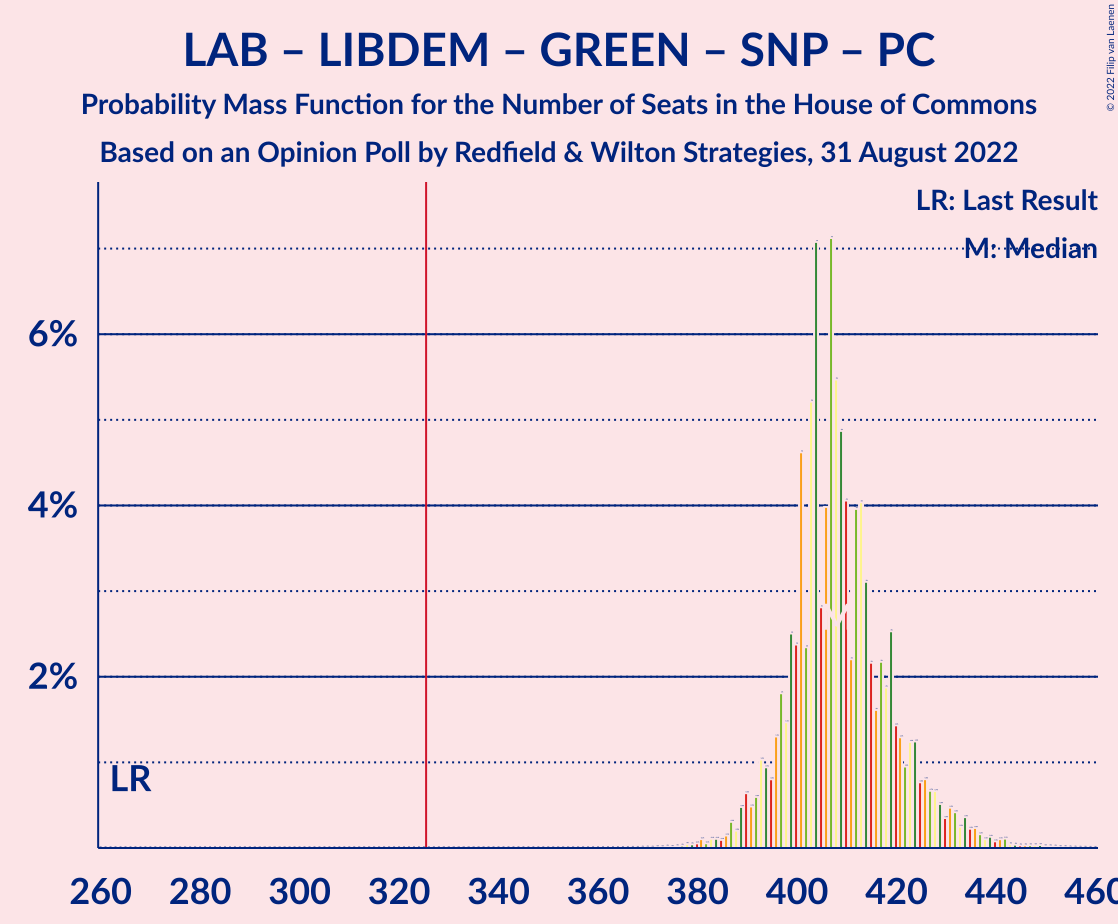 LAB – LIBDEM – GREEN – SNP – PC
Probability Mass Function for the Number of Seats in the House of Commons
Based on an Opinion Poll by Redfield & Wilton Strategies, 31 August 2022
© 2022 Filip van Laenen
LR: Last Result
M: Median
6%
4%
2%
LR
260 280 300 320 340 360 380 400 420 440 460